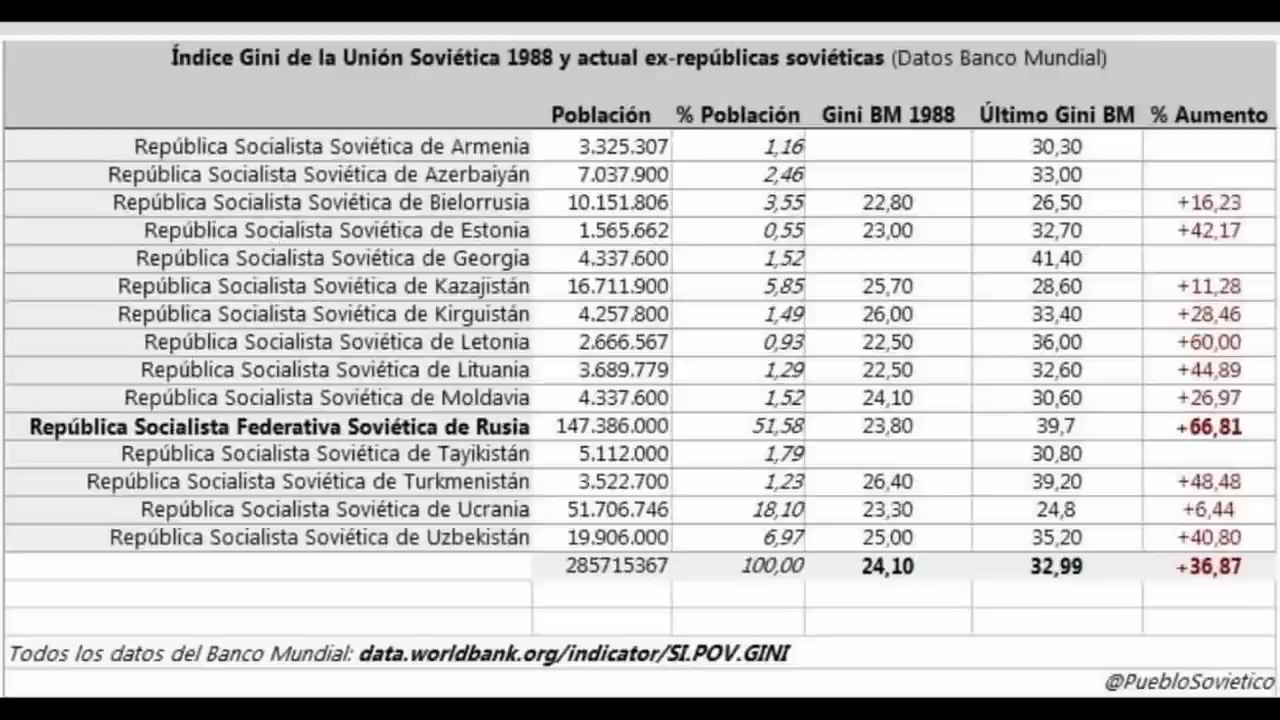 Índice Gini de la Unión Soviética 1988 y actual ex-repúblicas soviéticas (Datos Banco Mundial)
Población % Población Gini BM 1988 Último Gini BM % Aumento
República Socialista Soviética de Armenia 3.325.307 1,16 30,30
República Socialista Soviética de Azerbaiyán 7.037.900 2,46 33,00
República Socialista Soviética de Bielorrusia 10.151.806 3,55 22,80 26,50 +16,23
República Socialista Soviética de Estonia 1.565.662 0,55 23,00 32,70 +42,17
República Socialista Soviética de Georgia 4.337.600 1,52 41,40
República Socialista Soviética de Kazajistán 16.711.900 5,85 25,70 28,60 +11,28
República Socialista Soviética de Kirguistán 4.257.800 1,49 26,00 33,40 +28,46
República Socialista Soviética de Letonia 2.666.567 0,93 22,50 36,00 +60,00
República Socialista Soviética de Lituania 3.689.779 1,29 22,50 32,60 +44,89
República Socialista Soviética de Moldavia 4.337.600 1,52 24,10 30,60 +26,97
República Socialista Federativa Soviética de Rusia 147.386.000 51,58 23,80 39,7 +66,81
República Socialista Soviética de Tayikistán 5.112.000 1,79 30,80
República Socialista Soviética de Turkmenistán 3.522.700 1,23 26,40 39,20 +48,48
República Socialista Soviética de Ucrania 51.706.746 18,10 23,30 24,8 +6,44
República Socialista Soviética de Uzbekistán 19.906.000 6,97 25,00 35,20 +40,80
285715367 100,00 24,10 32,99 +36,87
Todos los datos del Banco Mundial: data.worldbank.org/indicator/SI.POV.GINI
@PuebloSovietico